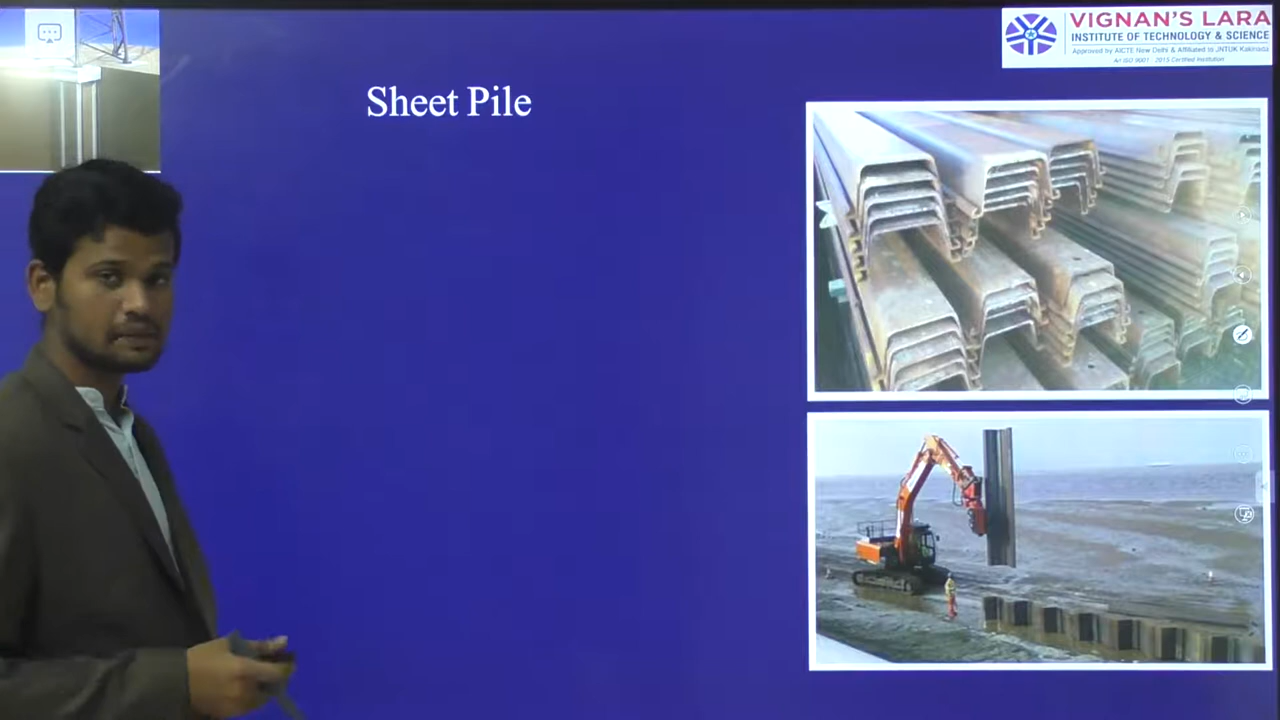 VIGNAN'S LARA
INSTITUTE OF TECHNOLOGY & SCIENCE
Approved by AICTE New Delhi & Affiliated to JNTUK Kakinada
An ISO 9001 : 2015 Certified Institution
Sheet Pile